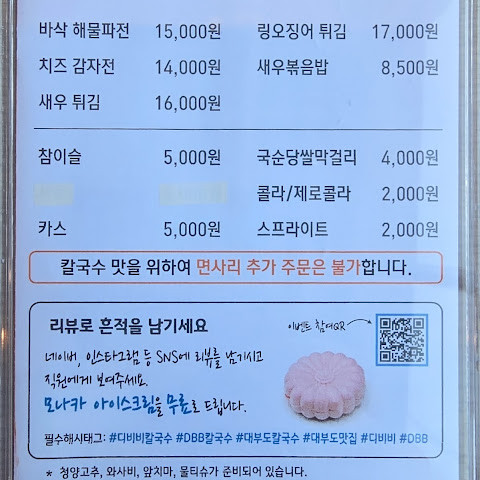 바삭 해물파전 15,000원 링오징어 튀김 17,000원
치즈 감자전 14,000원 새우볶음밥 8,500원
새우 튀김 16,000원
참이슬 5,000원 국순당쌀막걸리 4,000원
콜라/제로콜라 2,000원
카스 5,000원 스프라이트 2,000원
칼국수 맛을 위하여 면사리 추가 주문은 불가합니다.
리뷰로 흔적을 남기세요
이벤트 참여QR
네이버, 인스타그램 등 SNS에 리뷰를 남기시고
직원에게 보여주세요.
모나카 아이스크림을 무료로 드립니다.
필수해시태그: #디비비칼국수 #DBB칼국수 #대부도칼국수 #대부도맛집 #디비비 #DBB
* 청양고추, 와사비, 앞치마, 물티슈가 준비되어 있습니다.